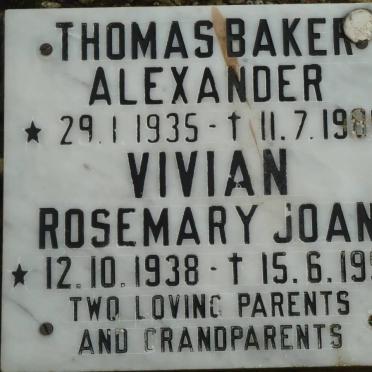 THOMAS BAKER
ALEXANDER
★ 29.1 1935 - † 11.7.198
VIVIAN
ROSEMARY JOAN
★ 12.10.1938 - † 15.6.199
TWO LOVING PARENTS
AND GRANDPARENTS